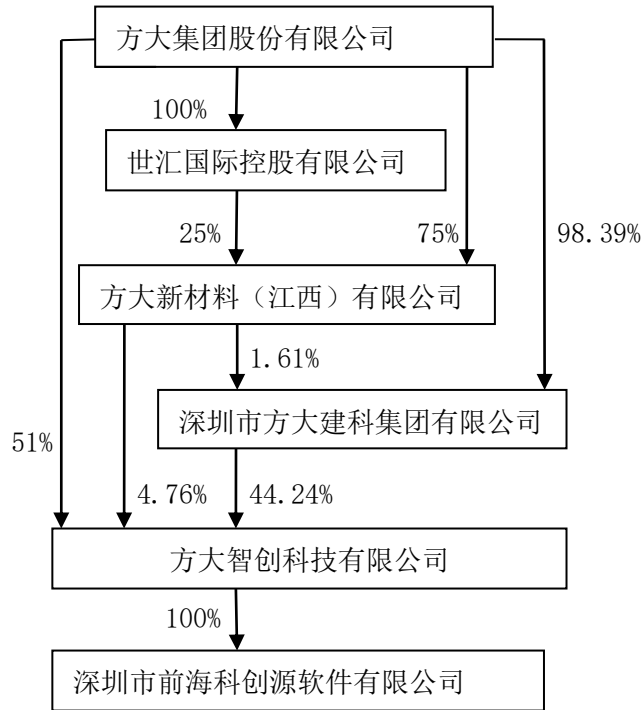 方大集团股份有限公司
100%
世汇国际控股有限公司
25%
75%
98.39%
方大新材料（江西）有限公司
1.61%
深圳市方大建科集团有限公司
51%
4.76%
44.24%
方大智创科技有限公司
100%
深圳市前海科创源软件有限公司